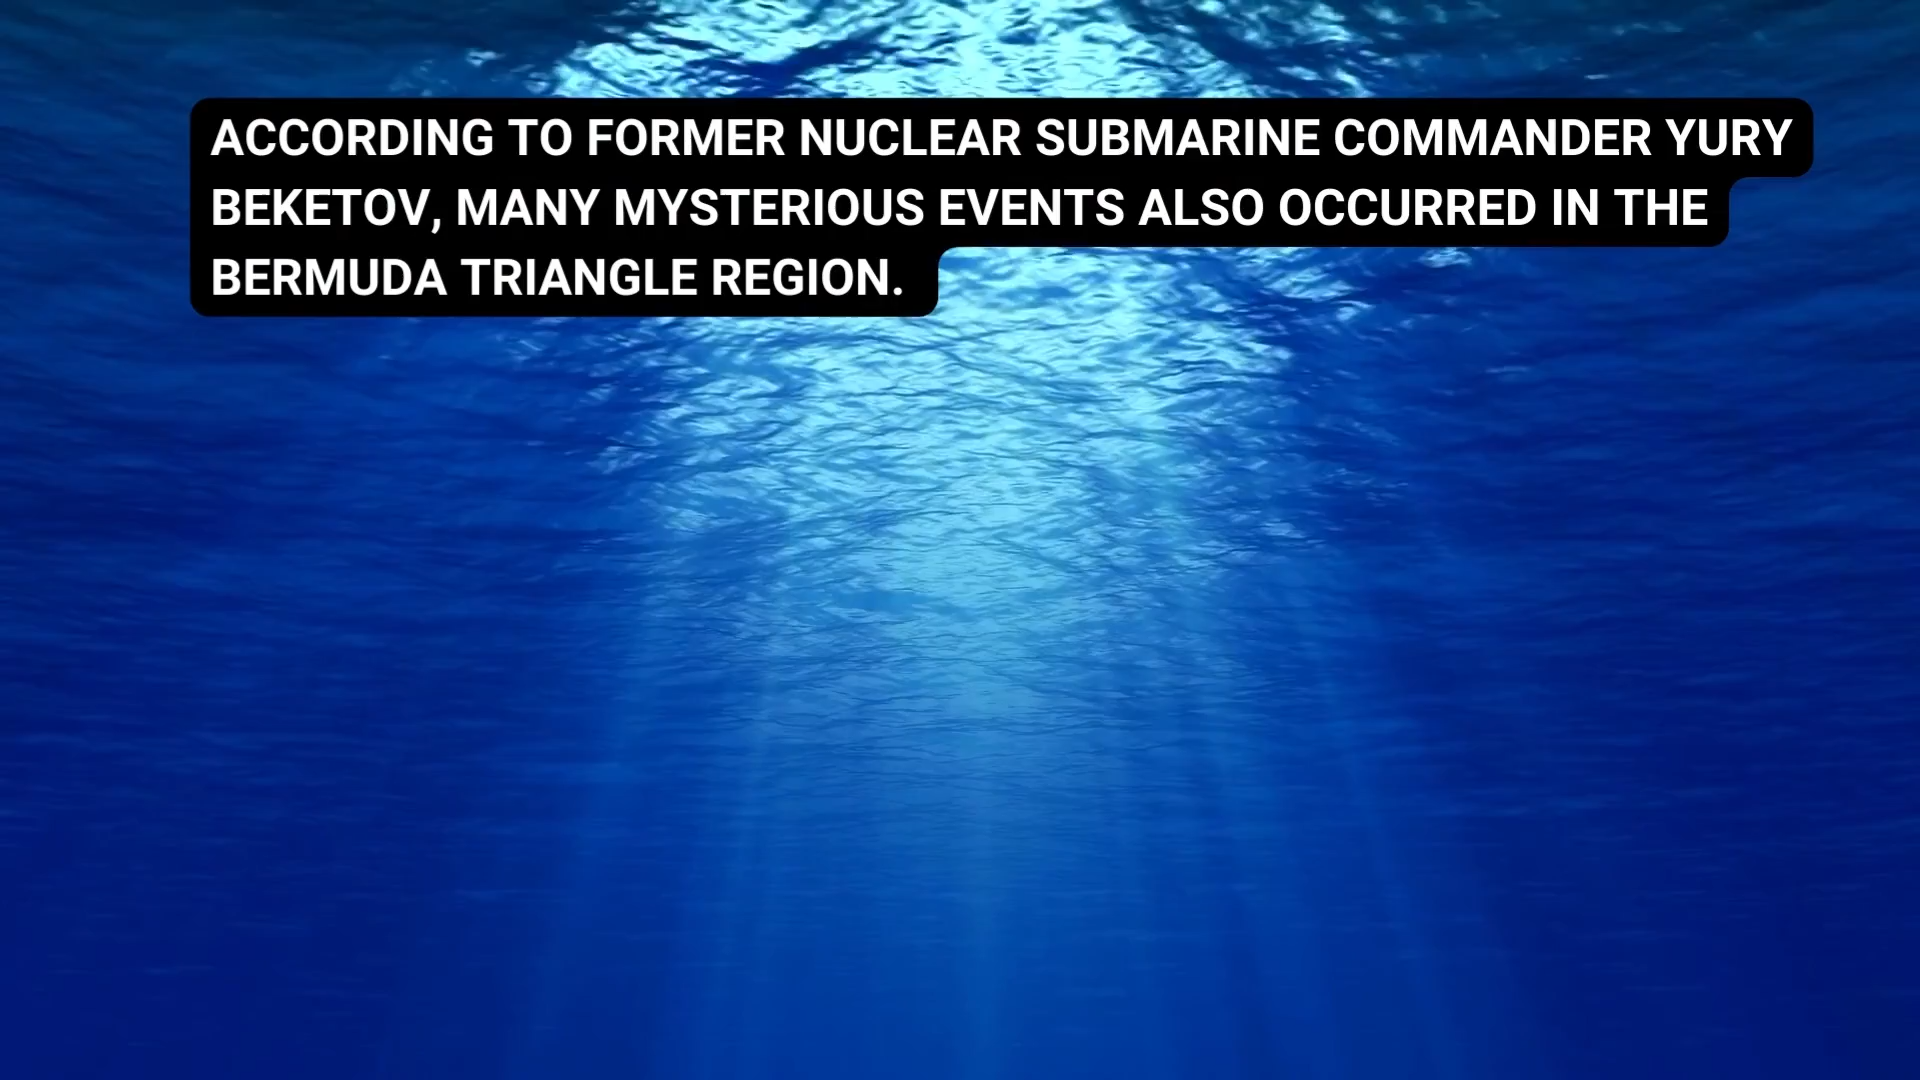 ACCORDING TO FORMER NUCLEAR SUBMARINE COMMANDER YURY
BEKETOV, MANY MYSTERIOUS EVENTS ALSO OCCURRED IN THE
BERMUDA TRIANGLE REGION.